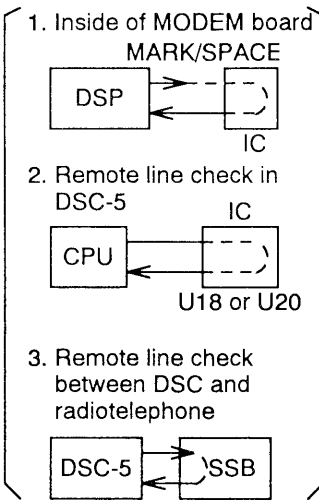 1. Inside of MODEM board
MARK/SPACE
DSP
IC
2. Remote line check in
DSC-5
IC
CPU
U18 or U20
3. Remote line check
between DSC and
radiotelephone
DSC-5
SSB